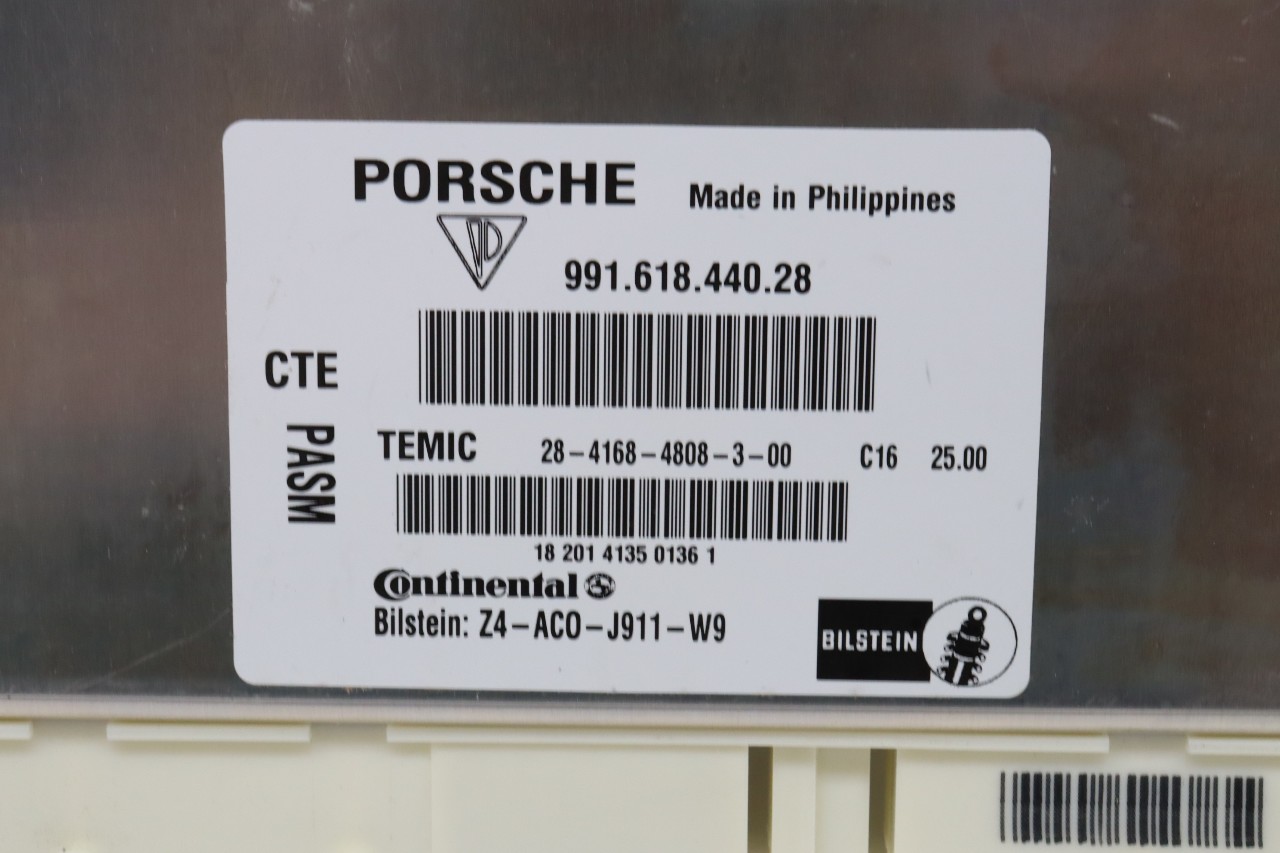 PORSCHE Made in Philippines
991.618.440.28
CTE
PASM
TEMIC 28-4168-4808-3-00 C16 25.00
18 201 4135 0136 1
Continental
Bilstein: Z4-AC0-J911-W9
BILSTEIN